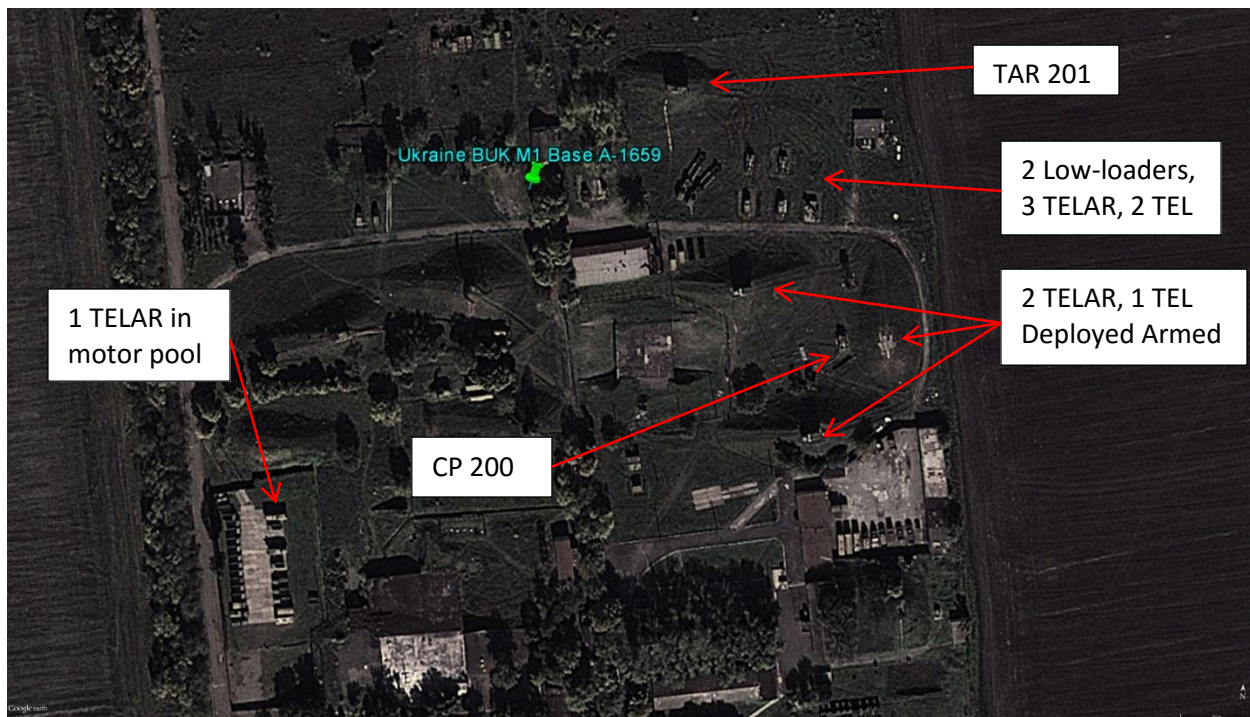 TAR 201
Ukraine BUK M1 Base A-1659
2 Low-loaders,
3 TELAR, 2 TEL
1 TELAR in
motor pool
2 TELAR, 1 TEL
Deployed Armed
CP 200
Google earth
N